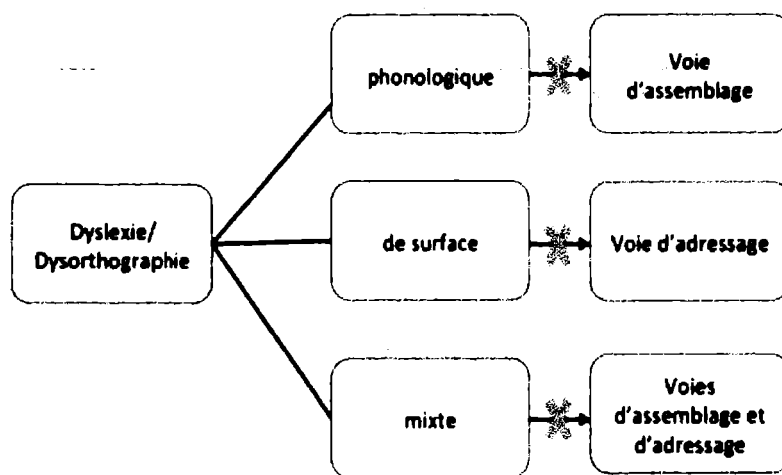 phonologique
Voie
d'assemblage
Dyslexie/
Dysorthographie
de surface
Voie d'adressage
mixte
Voies
d'assemblage et
d'adressage